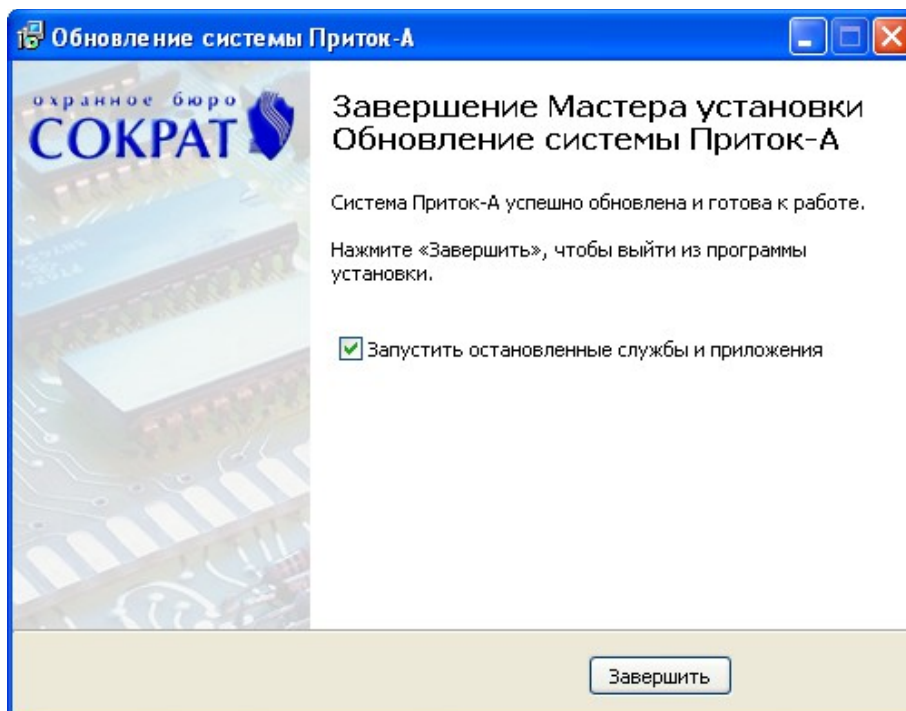 Обновление системы Приток-А
охранное бюро
СОКРАТ
Завершение Мастера установки
Обновление системы Приток-А
Система Приток-А успешно обновлена и готова к работе.
Нажмите «Завершить», чтобы выйти из программы
установки.
Запустить остановленные службы и приложения
Завершить